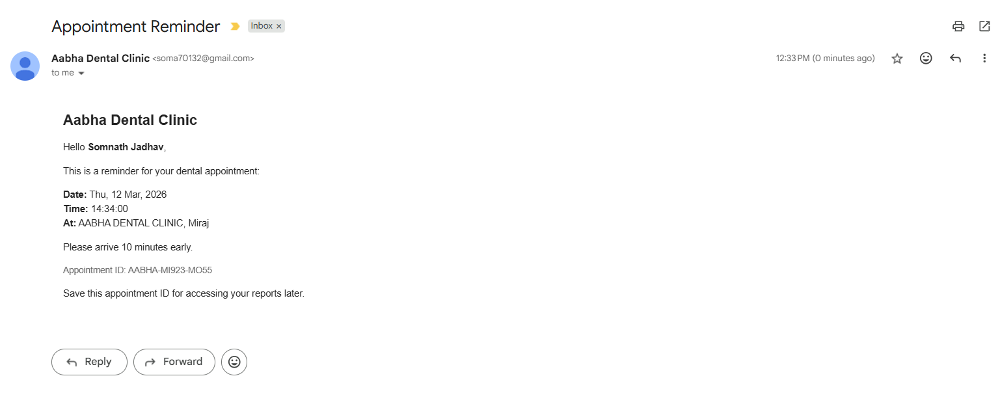 Appointment Reminder Inbox ×
Aabha Dental Clinic <soma70132@gmail.com> 12:33 PM (0 minutes ago)
to me
Aabha Dental Clinic
Hello Somnath Jadhav,
This is a reminder for your dental appointment:
Date: Thu, 12 Mar, 2026
Time: 14:34:00
At: AABHA DENTAL CLINIC, Miraj
Please arrive 10 minutes early.
Appointment ID: AABHA-MI923-MO55
Save this appointment ID for accessing your reports later.
Reply Forward